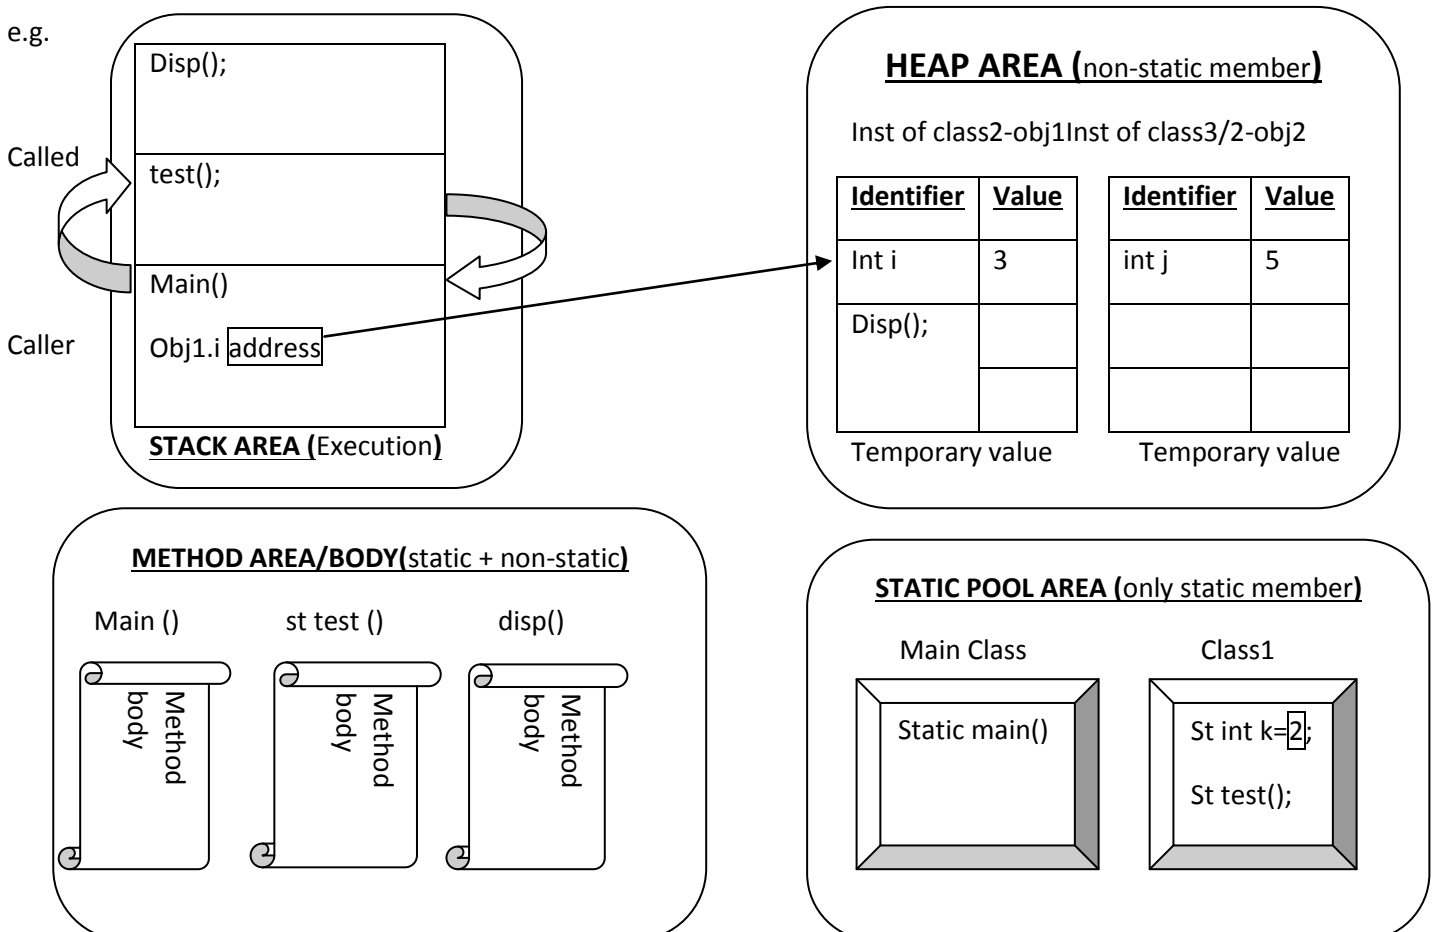 e.g.
Disp();
Called
test();
Main()
Caller
Obj1.i address
STACK AREA (Execution)
HEAP AREA (non-static member)
Inst of class2-obj1Inst of class3/2-obj2
Identifier Value
Int i 3
Disp();
Temporary value
Identifier Value
int j 5
Temporary value
METHOD AREA/BODY(static + non-static)
Main () st test () disp()
Method body
Method body
Method body
STATIC POOL AREA (only static member)
Main Class Class1
Static main()
St int k=2;
St test();